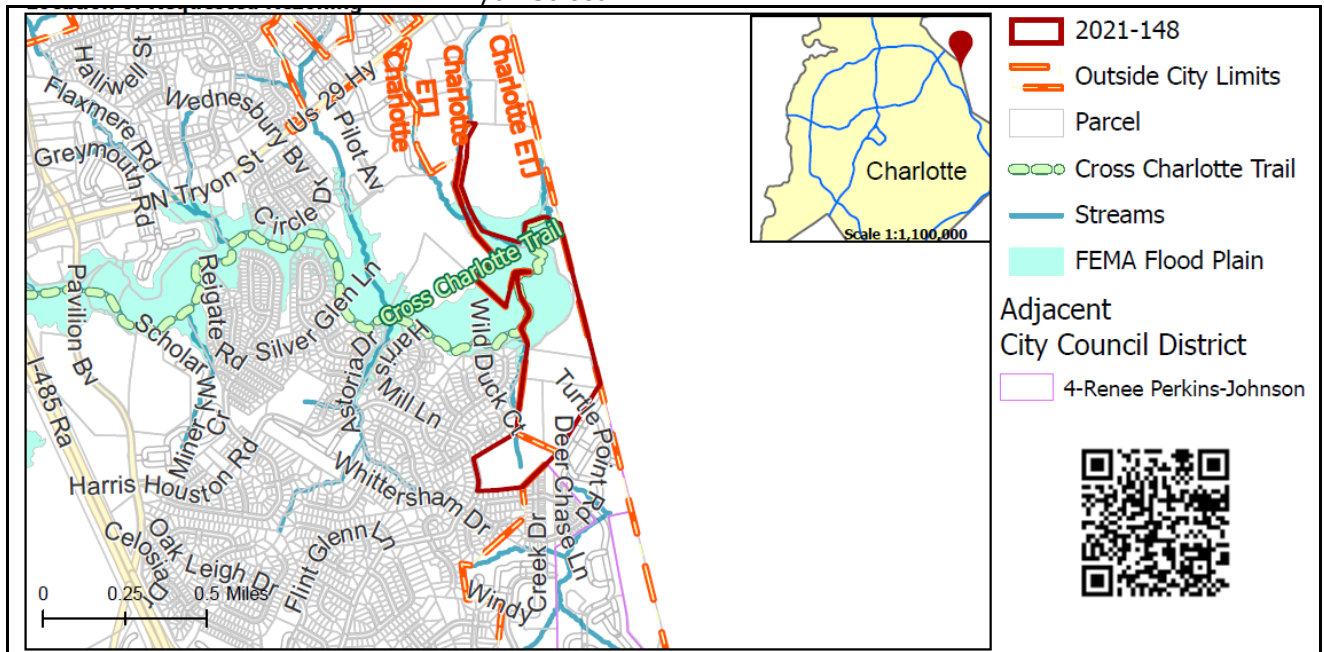 Halliwell St
Flaxmere Rd
Wednesbury Bv
Us 29 Hy
Greymouth Rd
N Tryon St
Circle Dr
Pilot Av
Charlotte
ETJ
Charlotte
Charlotte ETJ
Pavilion Bv
Reigate Rd
Scholar Wy
Silver Glen Ln
Cross Charlotte Trail
Astoria Dr
Harris
Mill Ln
Wild Duck Ct
Turtle Point Rd
Deer Chase Ln
I-485 Ra
Miner Cr
Harris Houston Rd
Whittersham Dr
Celosia Dr
Oak Leigh Dr
Flint Glenn Ln
Creek Dr
Windy
0 0.25 0.5 Miles
Charlotte
Scale 1:1,100,000
2021-148
Outside City Limits
Parcel
Cross Charlotte Trail
Streams
FEMA Flood Plain
Adjacent
City Council District
4-Renee Perkins-Johnson